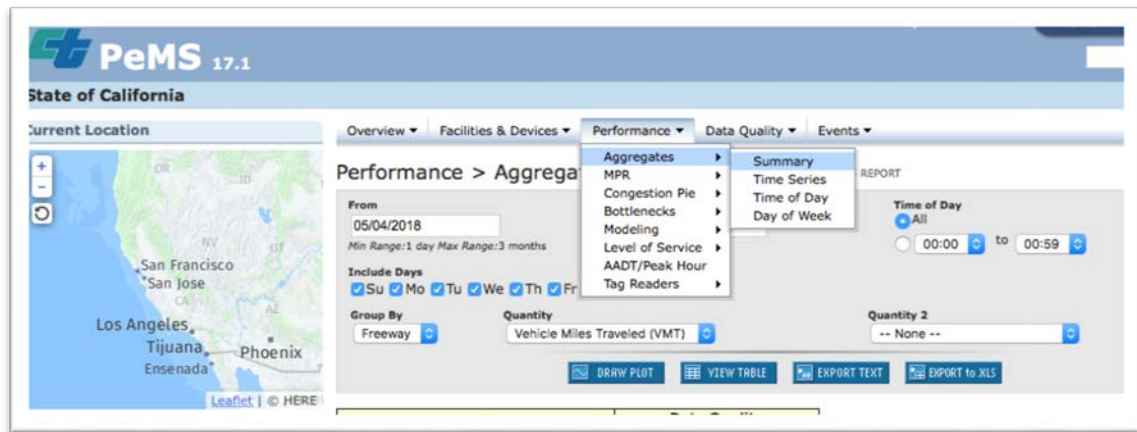 PeMS 17.1
State of California
Current Location
Overview Facilities & Devices Performance Data Quality Events
Aggregates
MPR
Congestion Pie
Bottlenecks
Modeling
Level of Service
AADT/Peak Hour
Tag Readers
Summary
Time Series
Time of Day
Day of Week
Performance > Aggrega
REPORT
From
05/04/2018
Min Range:1 day Max Range:3 months
Time of Day
All
00:00 to 00:59
Include Days
Su Mo Tu We Th Fr
Group By
Freeway
Quantity
Vehicle Miles Traveled (VMT)
Quantity 2
-- None --
DRAW PLOT VIEW TABLE EXPORT TEXT EXPORT to .XLS
+
-
OR
ID
NV
UT
San Francisco
San Jose
CA
AZ
Los Angeles
Tijuana
Phoenix
Ensenada
Leaflet | © HERE